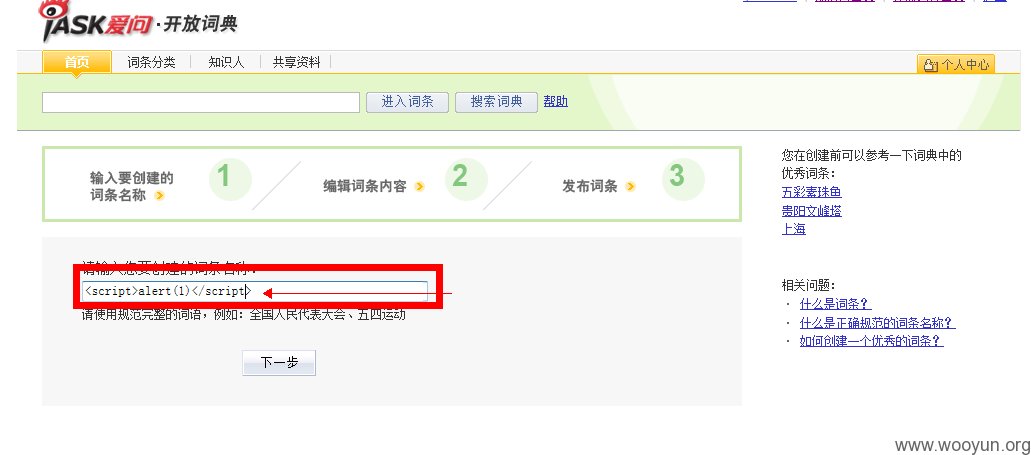 iASK爱问·开放词典
首页 词条分类 知识人 共享资料 个人中心
进入词条 搜索词典 帮助
输入要创建的
词条名称
1
编辑词条内容
2
发布词条
3
您在创建前可以参考一下词典中的
优秀词条:
五彩薯珠鱼
贵阳文峰塔
上海
请输入您要创建的词条名称:
<script>alert(1)</script>
请使用规范完整的词语,例如:全国人民代表大会、五四运动
下一步
相关问题:
· 什么是词条?
· 什么是正确规范的词条名称?
· 如何创建一个优秀的词条?
www.wooyun.org